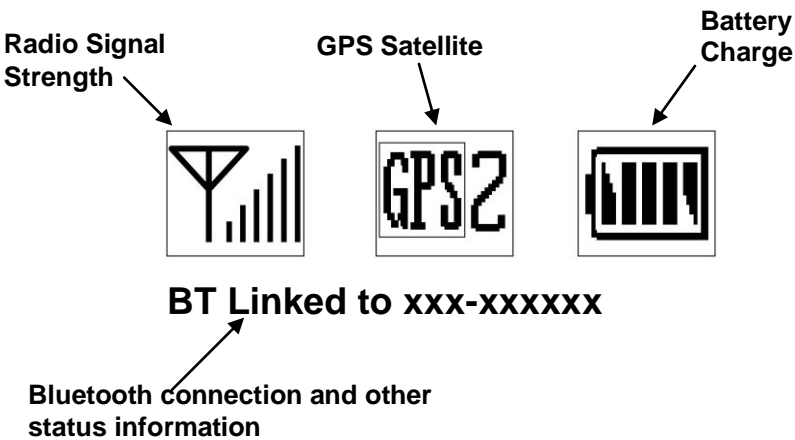 Radio Signal
Strength
GPS Satellite
Battery
Charge
GPS2
BT Linked to xxx-xxxxxx
Bluetooth connection and other
status information